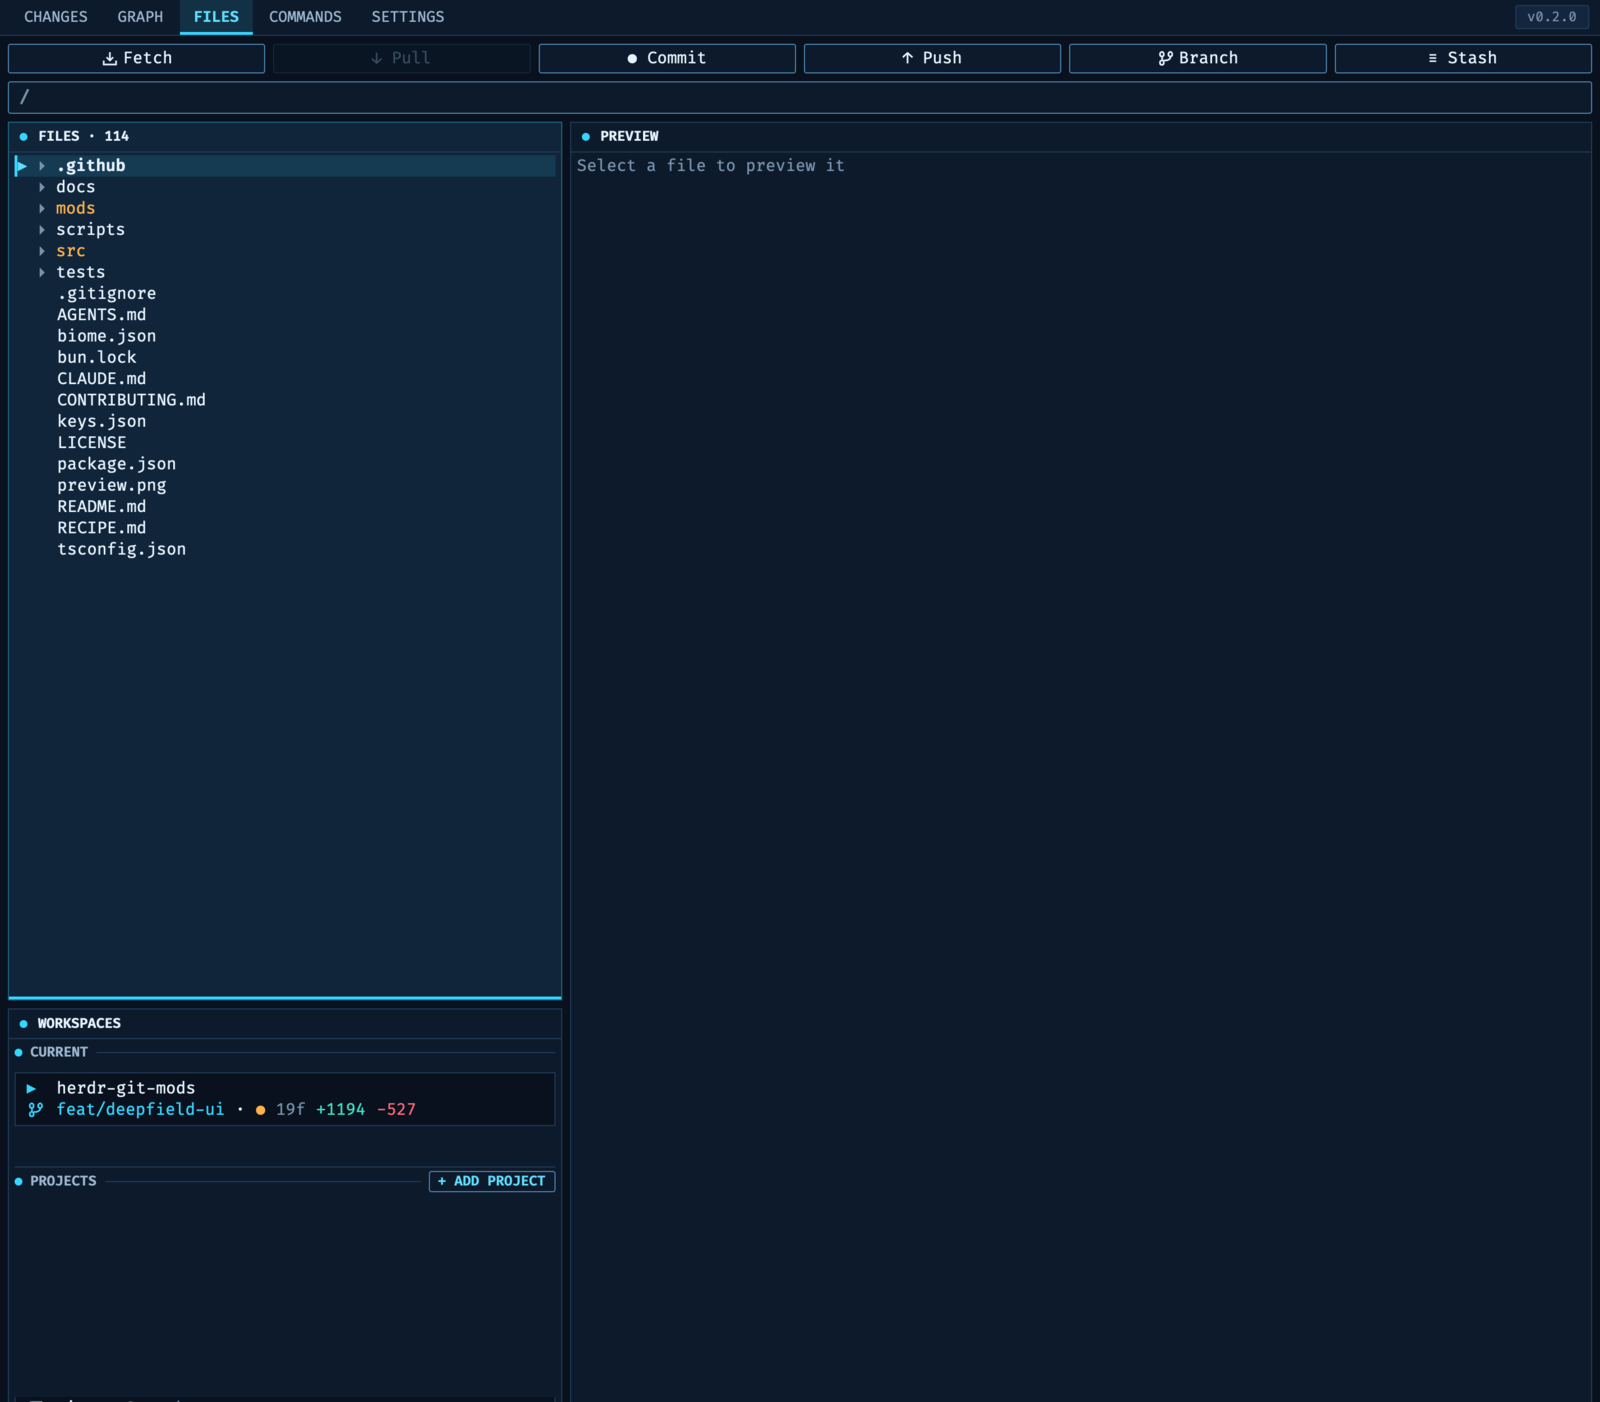 CHANGES GRAPH FILES COMMANDS SETTINGS v0.2.0
Fetch ↓ Pull ● Commit ↑ Push Branch ≡ Stash
/
● FILES · 114
.github
docs
mods
scripts
src
tests
.gitignore
AGENTS.md
biome.json
bun.lock
CLAUDE.md
CONTRIBUTING.md
keys.json
LICENSE
package.json
preview.png
README.md
RECIPE.md
tsconfig.json
● PREVIEW
Select a file to preview it
● WORKSPACES
● CURRENT
herdr-git-mods
feat/deepfield-ui · ● 19f +1194 -527
● PROJECTS + ADD PROJECT